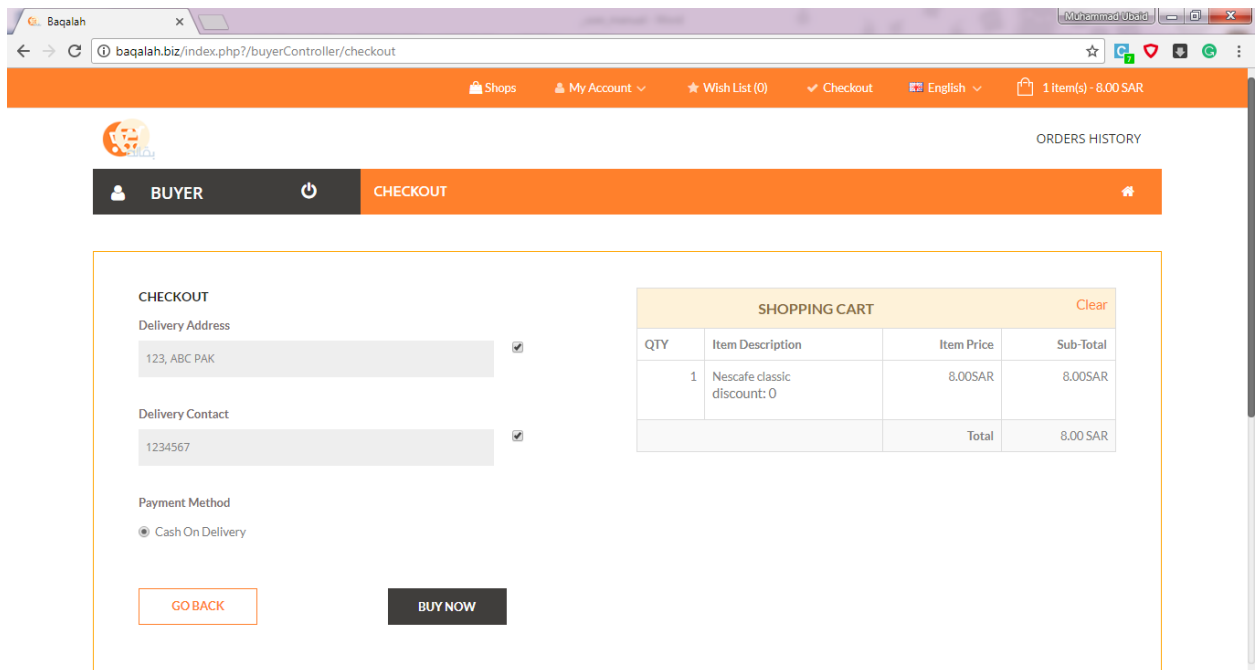 Baqalah
Muhammad Ubaid
baqalah.biz/index.php?/buyerController/checkout
7
Shops My Account Wish List (0) Checkout English 1 item(s) - 8.00 SAR
بقالة
ORDERS HISTORY
BUYER CHECKOUT
CHECKOUT
Delivery Address
123, ABC PAK
Delivery Contact
1234567
Payment Method
Cash On Delivery
GO BACK BUY NOW
SHOPPING CART Clear
QTY Item Description Item Price Sub-Total
1 Nescafe classic 8.00SAR 8.00SAR
discount: 0
Total 8.00 SAR